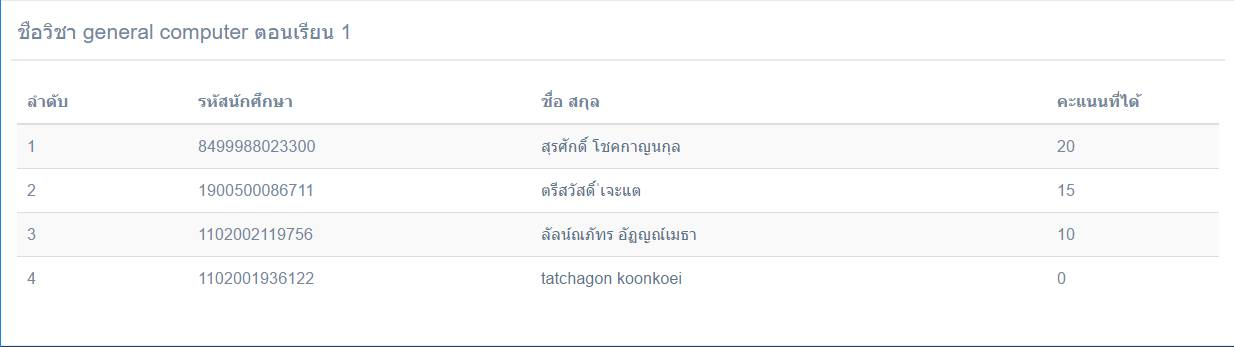 ชื่อวิชา general computer ตอนเรียน 1
ลำดับ รหัสนักศึกษา ชื่อ สกุล คะแนนที่ได้
1 8499988023300 สุรศักดิ์ โชคกาญนกุล 20
2 1900500086711 ตรีสวัสดิ์ ่เจะแต 15
3 1102002119756 ลัลน์ณภัทร อัฏญณ์เมธา 10
4 1102001936122 tatchagon koonkoei 0